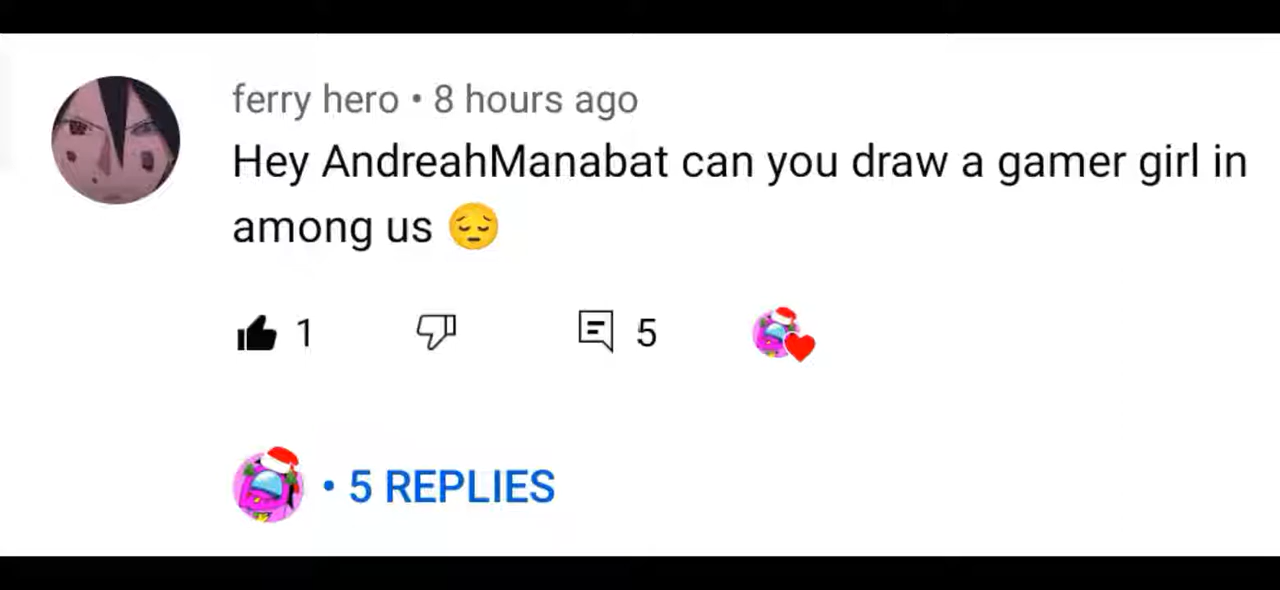 ferry hero • 8 hours ago
Hey AndreahManabat can you draw a gamer girl in
among us 😔
1 5
• 5 REPLIES